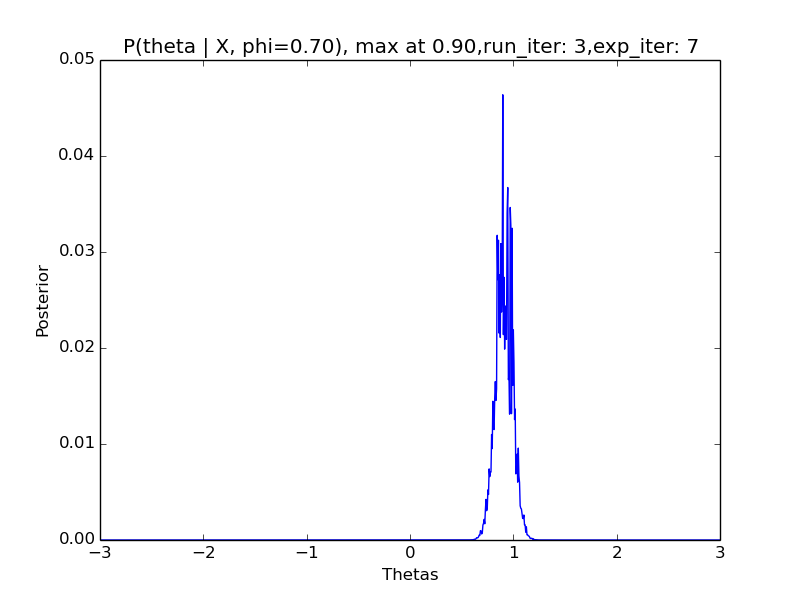 P(theta | X, phi=0.70), max at 0.90,run_iter: 3,exp_iter: 7
0.05
0.04
0.03
0.02
0.01
0.00
Posterior
−3 −2 −1 0 1 2 3
Thetas